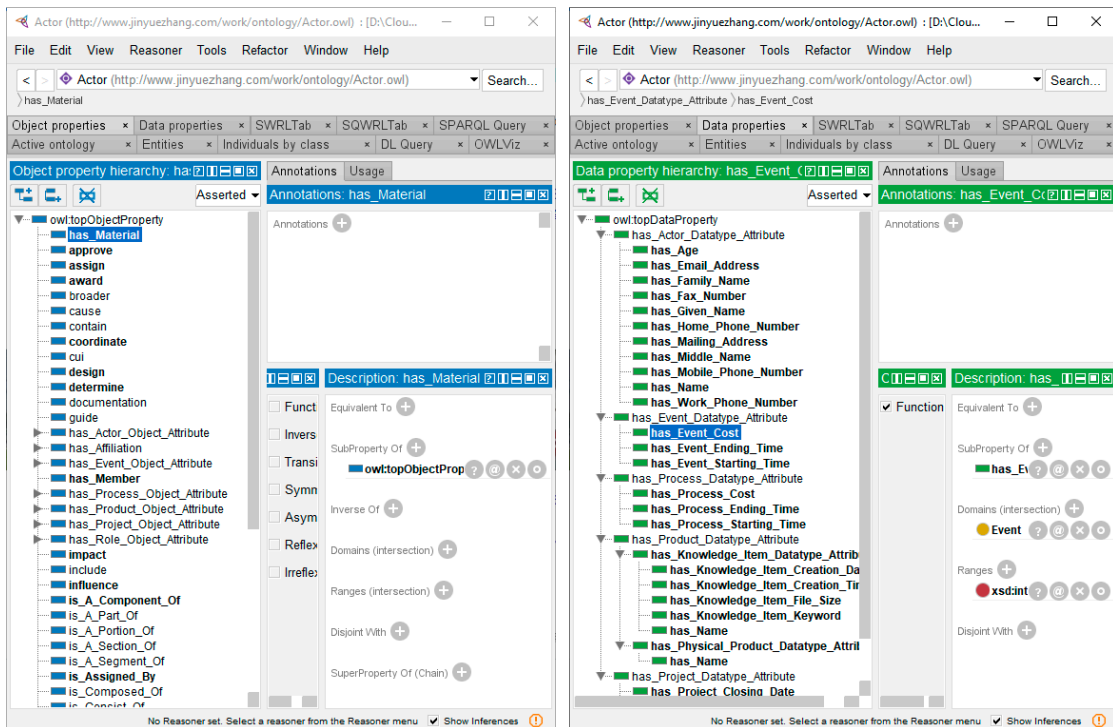 Actor (http://www.jinyuezhang.com/work/ontology/Actor.owl) : [D:\Clou...
File Edit View Reasoner Tools Refactor Window Help
< > Actor (http://www.jinyuezhang.com/work/ontology/Actor.owl) Search...
has_Material
Object properties × Data properties × SWRLTab × SQWRLTab × SPARQL Query ×
Active ontology × Entities × Individuals by class × DL Query × OWLViz ×
Object property hierarchy: has
Asserted
owl:topObjectProperty
has_Material
approve
assign
award
broader
cause
contain
coordinate
cui
design
determine
documentation
guide
has_Actor_Object_Attribute
has_Affiliation
has_Event_Object_Attribute
has_Member
has_Process_Object_Attribute
has_Product_Object_Attribute
has_Project_Object_Attribute
has_Role_Object_Attribute
impact
include
influence
is_A_Component_Of
is_A_Part_Of
is_A_Portion_Of
is_A_Section_Of
is_A_Segment_Of
is_Assigned_By
is_Composed_Of
is_Consist_Of
Annotations Usage
Annotations: has_Material
Annotations
Functi
Invers
Transi
Symn
Asym
Reflex
Irreflex
Description: has_Material
Equivalent To
SubProperty Of
owl:topObjectProp
Inverse Of
Domains (intersection)
Ranges (intersection)
Disjoint With
SuperProperty Of (Chain)
No Reasoner set. Select a reasoner from the Reasoner menu Show Inferences
Actor (http://www.jinyuezhang.com/work/ontology/Actor.owl) : [D:\Clou...
File Edit View Reasoner Tools Refactor Window Help
< > Actor (http://www.jinyuezhang.com/work/ontology/Actor.owl) Search...
has_Event_Datatype_Attribute has_Event_Cost
Object properties × Data properties × SWRLTab × SQWRLTab × SPARQL Query ×
Active ontology × Entities × Individuals by class × DL Query × OWLViz ×
Data property hierarchy: has_Event_C
Asserted
owl:topDataProperty
has_Actor_Datatype_Attribute
has_Age
has_Email_Address
has_Family_Name
has_Fax_Number
has_Given_Name
has_Home_Phone_Number
has_Mailing_Address
has_Middle_Name
has_Mobile_Phone_Number
has_Name
has_Work_Phone_Number
has_Event_Datatype_Attribute
has_Event_Cost
has_Event_Ending_Time
has_Event_Starting_Time
has_Process_Datatype_Attribute
has_Process_Cost
has_Process_Ending_Time
has_Process_Starting_Time
has_Product_Datatype_Attribute
has_Knowledge_Item_Datatype_Attrib
has_Knowledge_Item_Creation_Da
has_Knowledge_Item_Creation_Tin
has_Knowledge_Item_File_Size
has_Knowledge_Item_Keyword
has_Name
has_Physical_Product_Datatype_Attril
has_Name
has_Project_Datatype_Attribute
has_Project_Closing_Date
Annotations Usage
Annotations: has_Event_Co
Annotations
C
Function
Description: has_
Equivalent To
SubProperty Of
has_Ev
Domains (intersection)
Event
Ranges
xsd:int
Disjoint With
No Reasoner set. Select a reasoner from the Reasoner menu Show Inferences